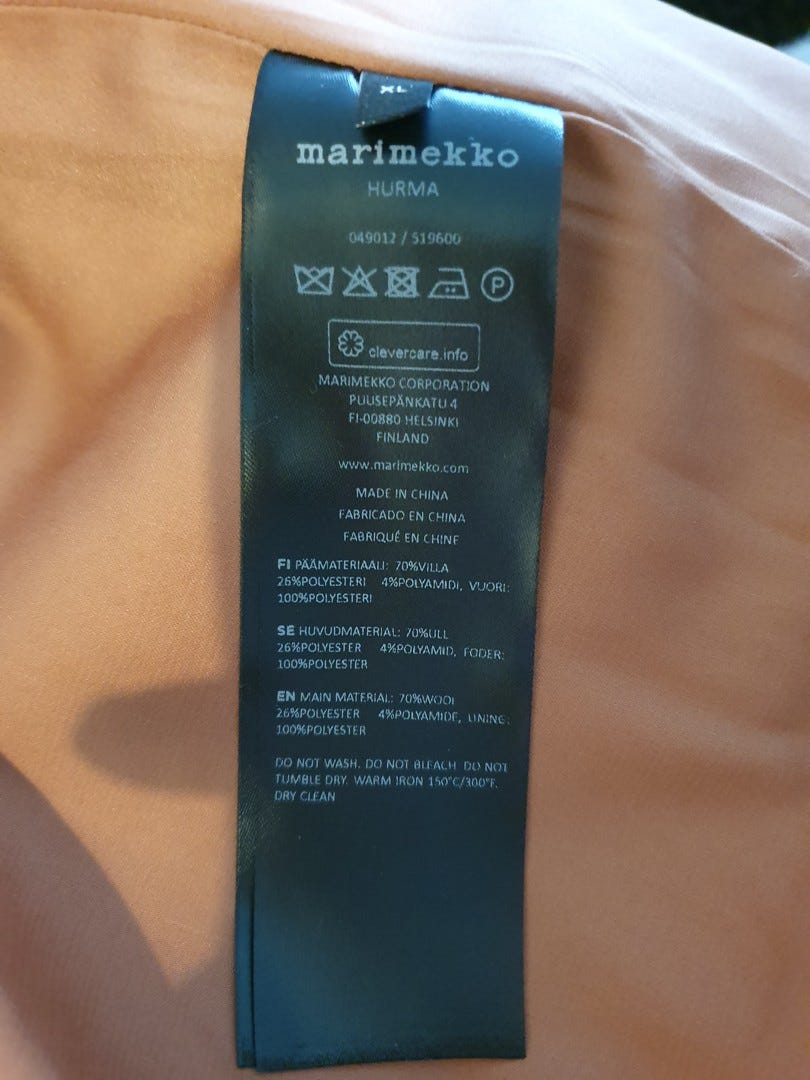 XL
marimekko
HURMA
049012 / 519600
P
clevercare.info
MARIMEKKO CORPORATION
PUUSEPÄNKATU 4
FI-00880 HELSINKI
FINLAND
www.marimekko.com
MADE IN CHINA
FABRICADO EN CHINA
FABRIQUÉ EN CHINE
FI PÄÄMATERIAALI: 70%VILLA
26%POLYESTERI 4%POLYAMIDI, VUORI:
100%POLYESTERI
SE HUVUDMATERIAL: 70%ULL
26%POLYESTER 4%POLYAMID, FODER:
100%POLYESTER
EN MAIN MATERIAL: 70%WOOL
26%POLYESTER 4%POLYAMIDE, LINING:
100%POLYESTER
DO NOT WASH. DO NOT BLEACH. DO NOT
TUMBLE DRY. WARM IRON 150°C/300°F.
DRY CLEAN